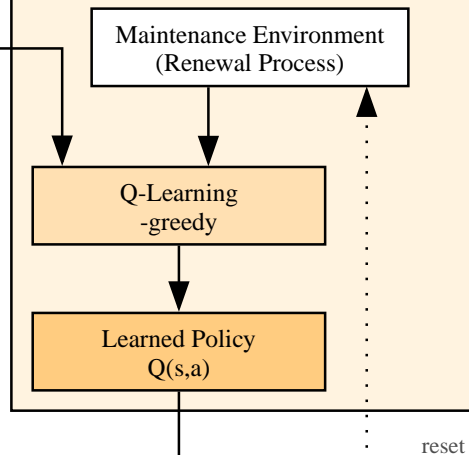 Maintenance Environment
(Renewal Process)
Q-Learning
-greedy
Learned Policy
Q(s,a)
reset